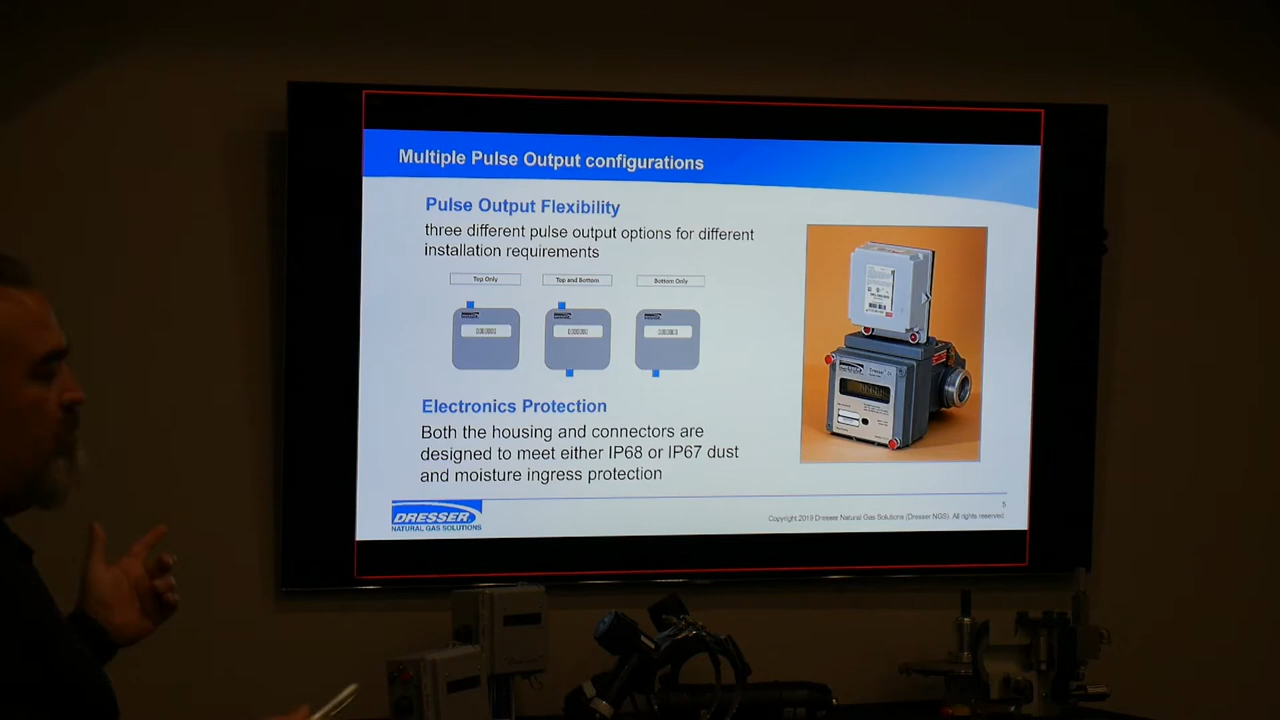 Multiple Pulse Output configurations
Pulse Output Flexibility
three different pulse output options for different
installation requirements
Top Only
Top and Bottom
Bottom Only
Electronics Protection
Both the housing and connectors are
designed to meet either IP68 or IP67 dust
and moisture ingress protection
DRESSER
NATURAL GAS SOLUTIONS
5
Copyright 2019 Dresser Natural Gas Solutions (Dresser NGS). All rights reserved.